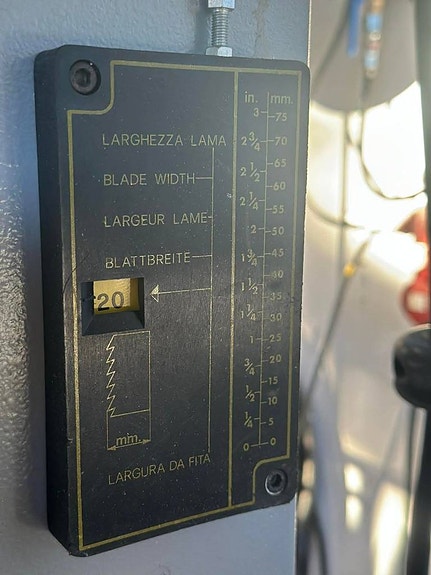 LARGHEZZA LAMA
BLADE WIDTH
LARGEUR LAME
BLATTBREITE
20
mm.
LARGURA DA FITA
in. mm.
3 75
2 3/4 70
65
2 1/2 60
2 1/4 55
2 50
1 3/4 45
40
1 1/2 35
1 1/4 30
1 25
3/4 20
15
1/2 10
1/4 5
0 0